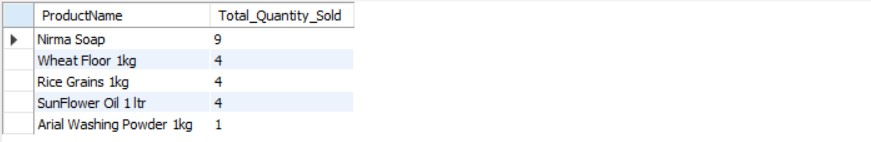 ProductName Total_Quantity_Sold
Nirma Soap 9
Wheat Floor 1kg 4
Rice Grains 1kg 4
SunFlower Oil 1 ltr 4
Arial Washing Powder 1kg 1